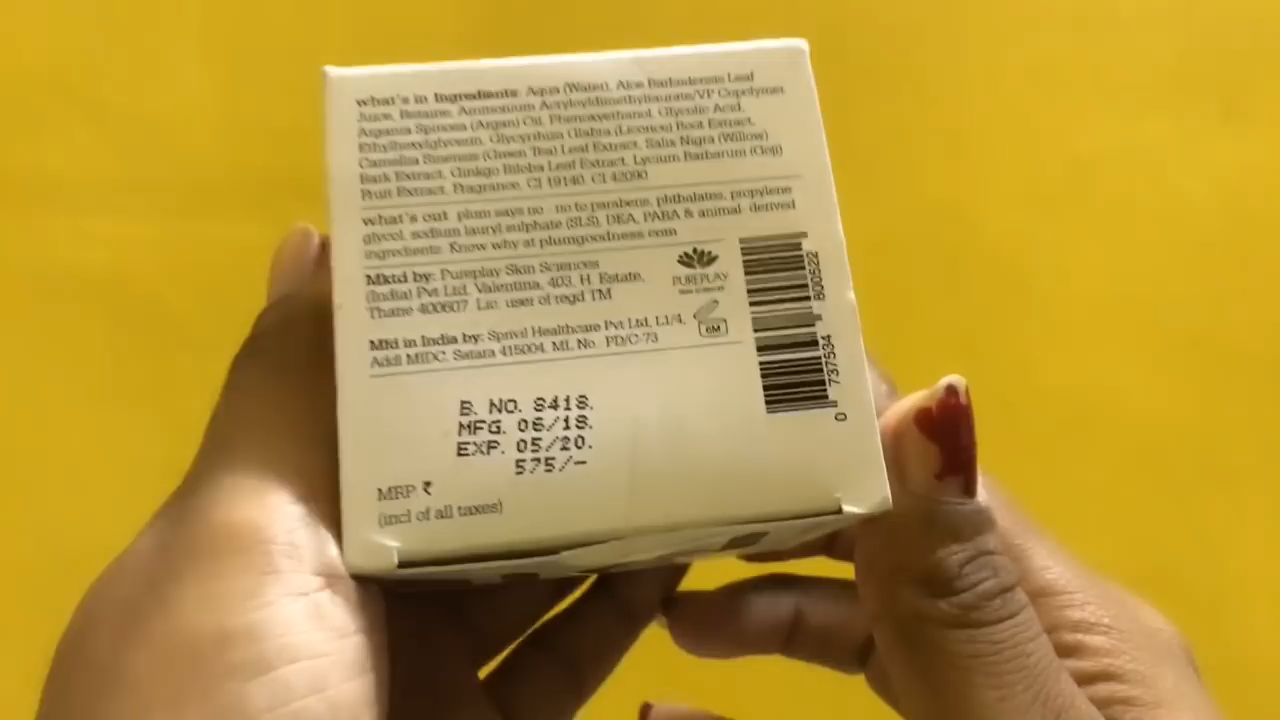 what's in Ingredients: Aqua (Water), Aloe Barbadensis Leaf
Juice, Betaine, Ammonium Acryloyldimethyltaurate/VP Copolymer,
Argania Spinosa (Argan) Oil, Phenoxyethanol, Glycolic Acid,
Ethylhexylglycerin, Glycyrrhiza Glabra (Licorice) Root Extract,
Camellia Sinensis (Green Tea) Leaf Extract, Salix Nigra (Willow)
Bark Extract, Ginkgo Biloba Leaf Extract, Lycium Barbarum (Goji)
Fruit Extract, Fragrance, CI 19140, CI 42090
what's out plum says no - no to parabens, phthalates, propylene
glycol, sodium lauryl sulphate (SLS), DEA, PABA & animal-derived
ingredients. Know why at plumgoodness.com
Mktd by: Pureplay Skin Sciences
(India) Pvt Ltd, Valentina, 403, H. Estate,
Thane 400607. Lic. user of regd TM
PUREPLAY
Mfd in India by: Sprivil Healthcare Pvt Ltd, L1/4,
Addl MIDC, Satara 415004, ML No. PD/C-73
6M
B. NO. 8418.
MFG. 06/18.
EXP. 05/20.
575/-
MRP ₹
(incl of all taxes)
0 737534 800522